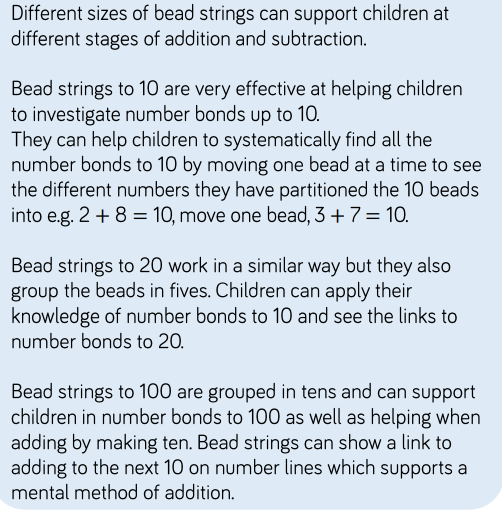 Different sizes of bead strings can support children at
different stages of addition and subtraction.
Bead strings to 10 are very effective at helping children
to investigate number bonds up to 10.
They can help children to systematically find all the
number bonds to 10 by moving one bead at a time to see
the different numbers they have partitioned the 10 beads
into e.g. 2 + 8 = 10, move one bead, 3 + 7 = 10.
Bead strings to 20 work in a similar way but they also
group the beads in fives. Children can apply their
knowledge of number bonds to 10 and see the links to
number bonds to 20.
Bead strings to 100 are grouped in tens and can support
children in number bonds to 100 as well as helping when
adding by making ten. Bead strings can show a link to
adding to the next 10 on number lines which supports a
mental method of addition.